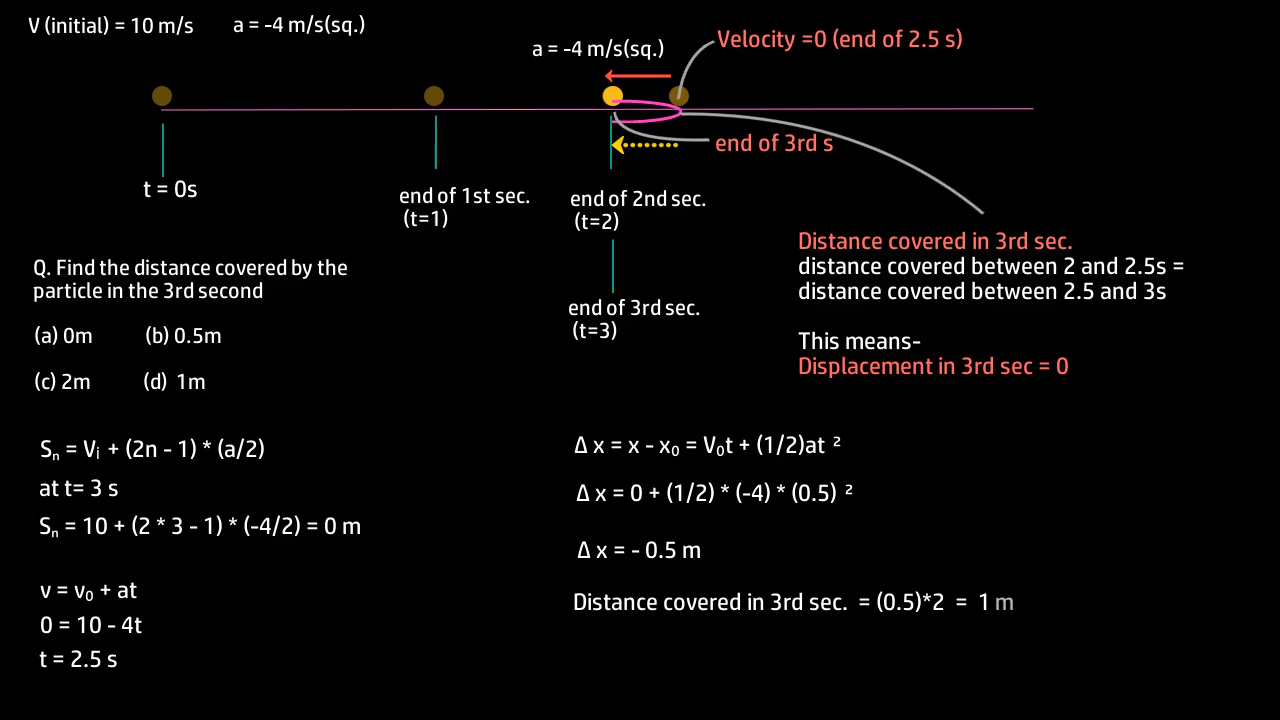 V (initial) = 10 m/s a = -4 m/s(sq.)
a = -4 m/s(sq.)
Velocity =0 (end of 2.5 s)
end of 3rd s
t = 0s
end of 1st sec.
(t=1)
end of 2nd sec.
(t=2)
end of 3rd sec.
(t=3)
Distance covered in 3rd sec.
distance covered between 2 and 2.5s =
distance covered between 2.5 and 3s
This means-
Displacement in 3rd sec = 0
Q. Find the distance covered by the
particle in the 3rd second
(a) 0m (b) 0.5m
(c) 2m (d) 1m
Sₙ = Vᵢ + (2n - 1) * (a/2)
at t= 3 s
Sₙ = 10 + (2 * 3 - 1) * (-4/2) = 0 m
v = v₀ + at
0 = 10 - 4t
t = 2.5 s
Δ x = x - x₀ = V₀t + (1/2)at ²
Δ x = 0 + (1/2) * (-4) * (0.5) ²
Δ x = - 0.5 m
Distance covered in 3rd sec. = (0.5)*2 = 1 m